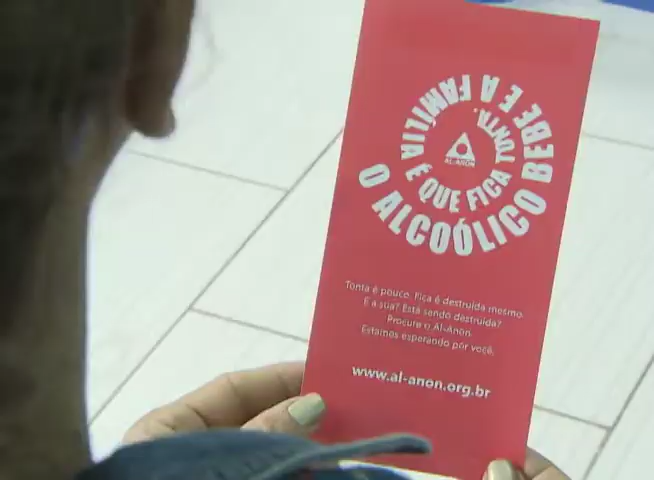 O ALCOÓLICO BEBE E A FAMÍLIA É QUE FICA TONTA.
AL-ANON
Tonta é pouco. Fica é destruída mesmo.
E a sua? Está sendo destruída?
Procure o Al-Anon.
Estamos esperando por você.
www.al-anon.org.br